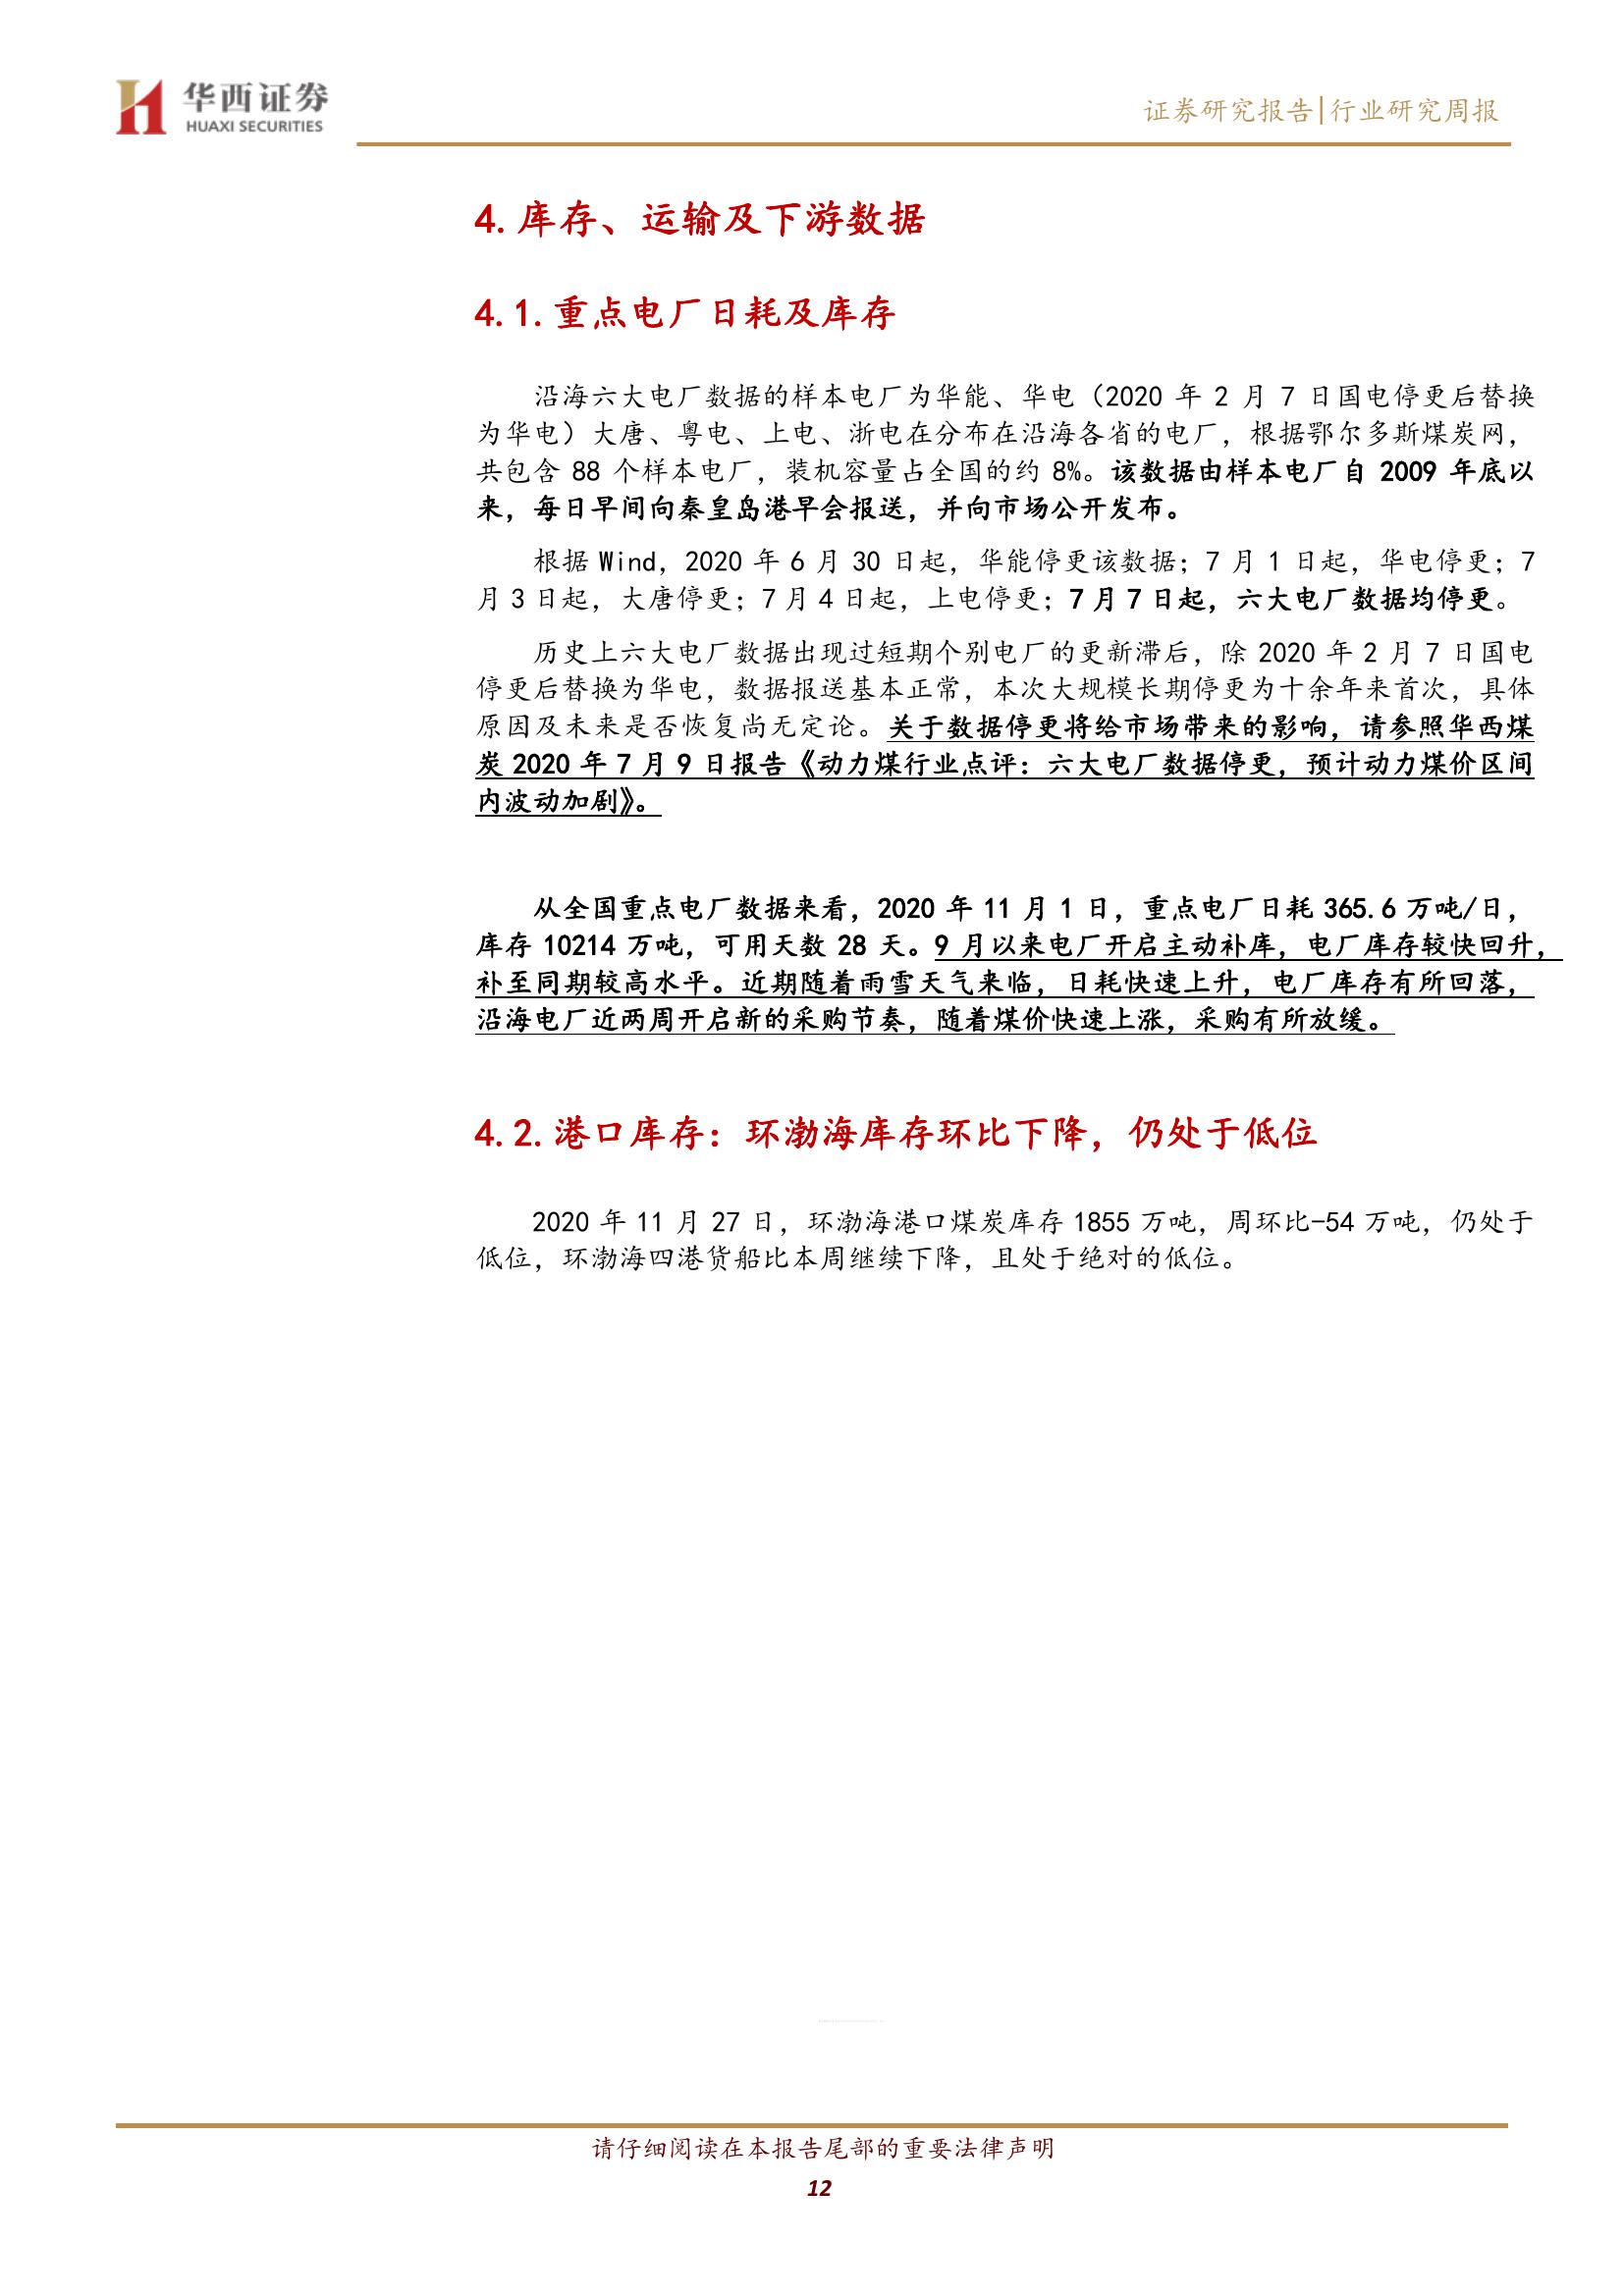 华西证券
HUAXI SECURITIES
证券研究报告|行业研究周报
4.库存、运输及下游数据
4.1.重点电厂日耗及库存
沿海六大电厂数据的样本电厂为华能、华电（2020 年 2 月 7 日国电停更后替换
为华电）大唐、粤电、上电、浙电在分布在沿海各省的电厂，根据鄂尔多斯煤炭网，
共包含 88 个样本电厂，装机容量占全国的约 8%。该数据由样本电厂自 2009 年底以
来，每日早间向秦皇岛港早会报送，并向市场公开发布。
根据 Wind，2020 年 6 月 30 日起，华能停更该数据；7 月 1 日起，华电停更；7
月 3 日起，大唐停更；7 月 4 日起，上电停更；7 月 7 日起，六大电厂数据均停更。
历史上六大电厂数据出现过短期个别电厂的更新滞后，除 2020 年 2 月 7 日国电
停更后替换为华电，数据报送基本正常，本次大规模长期停更为十余年来首次，具体
原因及未来是否恢复尚无定论。关于数据停更将给市场带来的影响，请参照华西煤
炭 2020 年 7 月 9 日报告《动力煤行业点评：六大电厂数据停更，预计动力煤价区间
内波动加剧》。
从全国重点电厂数据来看，2020 年 11 月 1 日，重点电厂日耗 365.6 万吨/日，
库存 10214 万吨，可用天数 28 天。9 月以来电厂开启主动补库，电厂库存较快回升，
补至同期较高水平。近期随着雨雪天气来临，日耗快速上升，电厂库存有所回落，
沿海电厂近两周开启新的采购节奏，随着煤价快速上涨，采购有所放缓。
4.2.港口库存：环渤海库存环比下降，仍处于低位
2020 年 11 月 27 日，环渤海港口煤炭库存 1855 万吨，周环比-54 万吨，仍处于
低位，环渤海四港货船比本周继续下降，且处于绝对的低位。
请仔细阅读在本报告尾部的重要法律声明
12